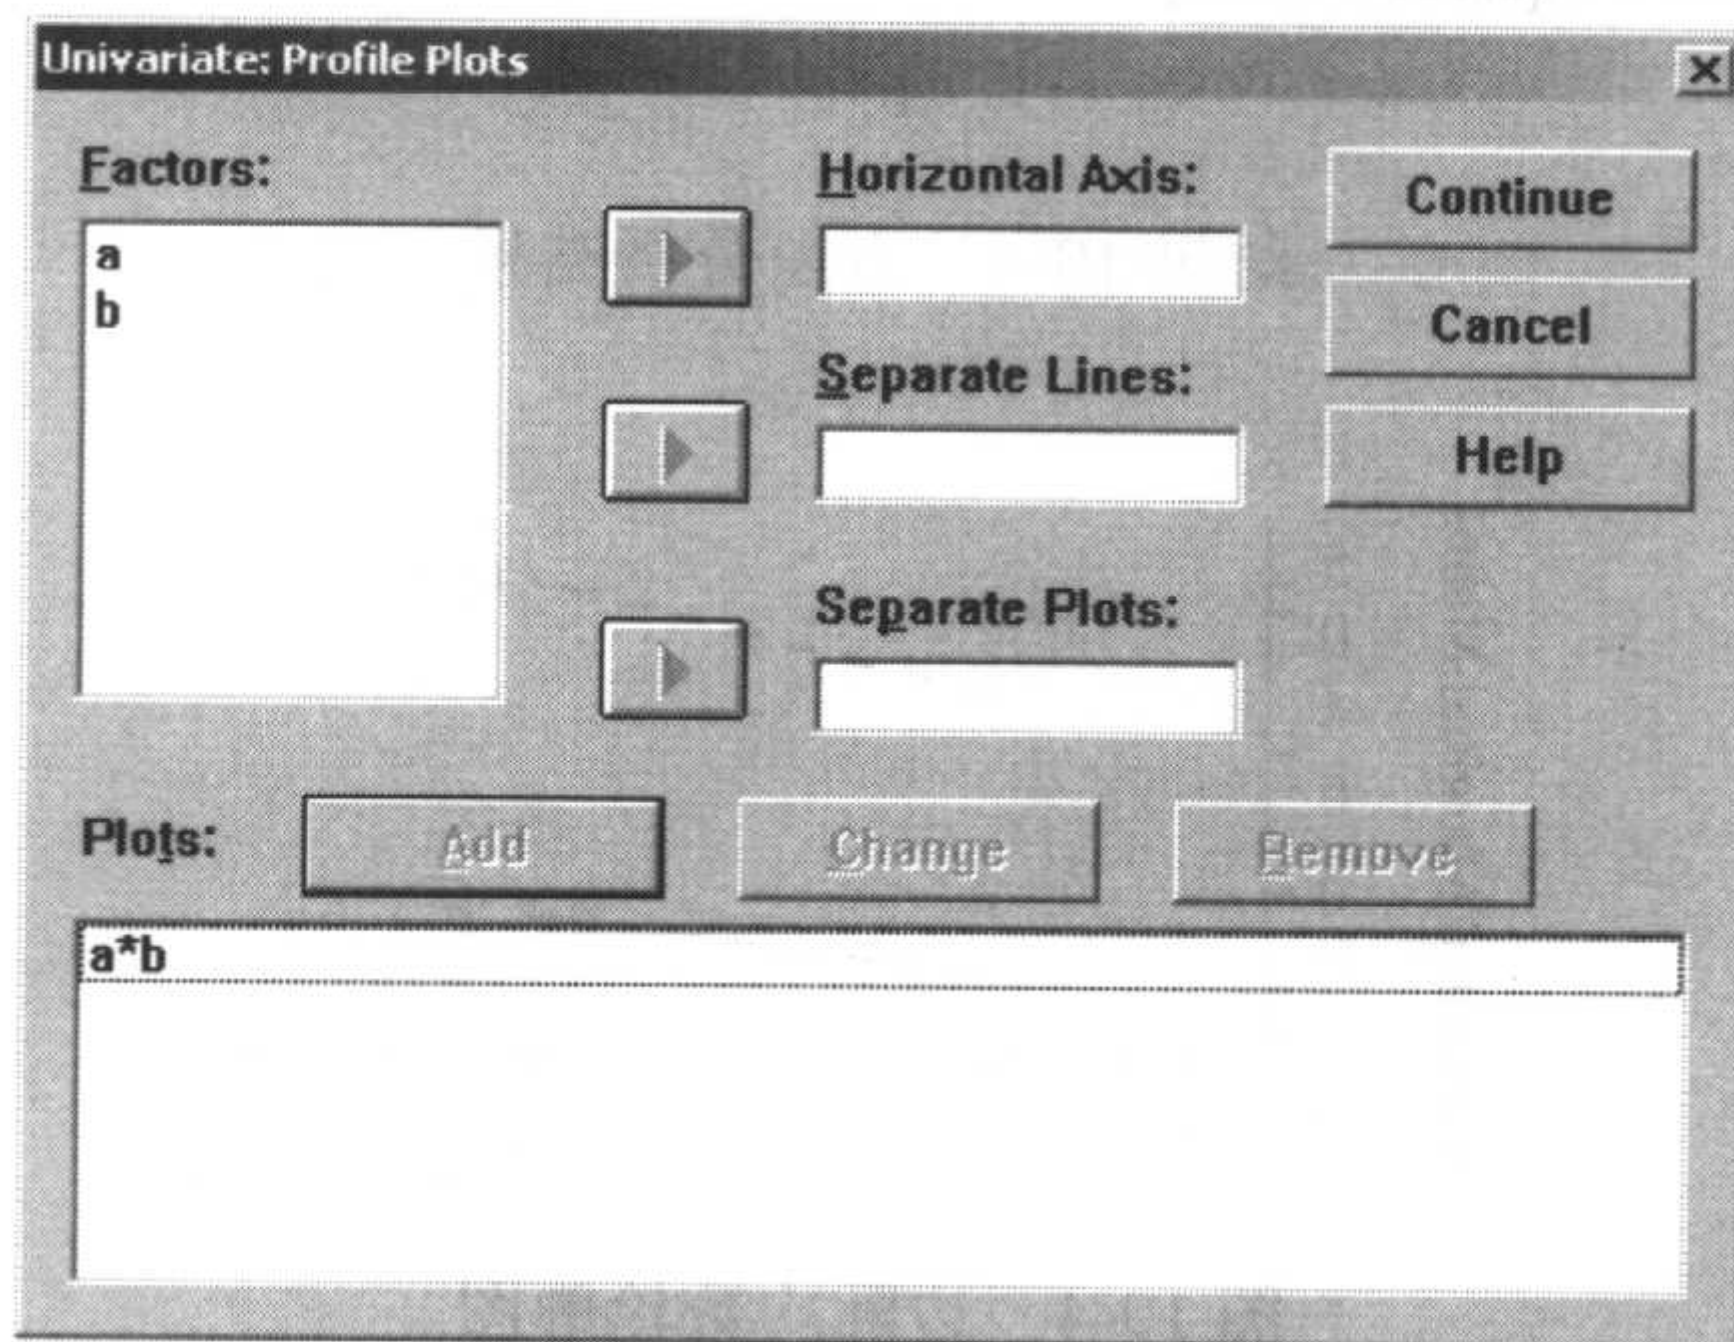 Univariate: Profile Plots
Factors:
a
b
Horizontal Axis:
Separate Lines:
Separate Plots:
Continue
Cancel
Help
Plots:
Add
Change
Remove
a*b